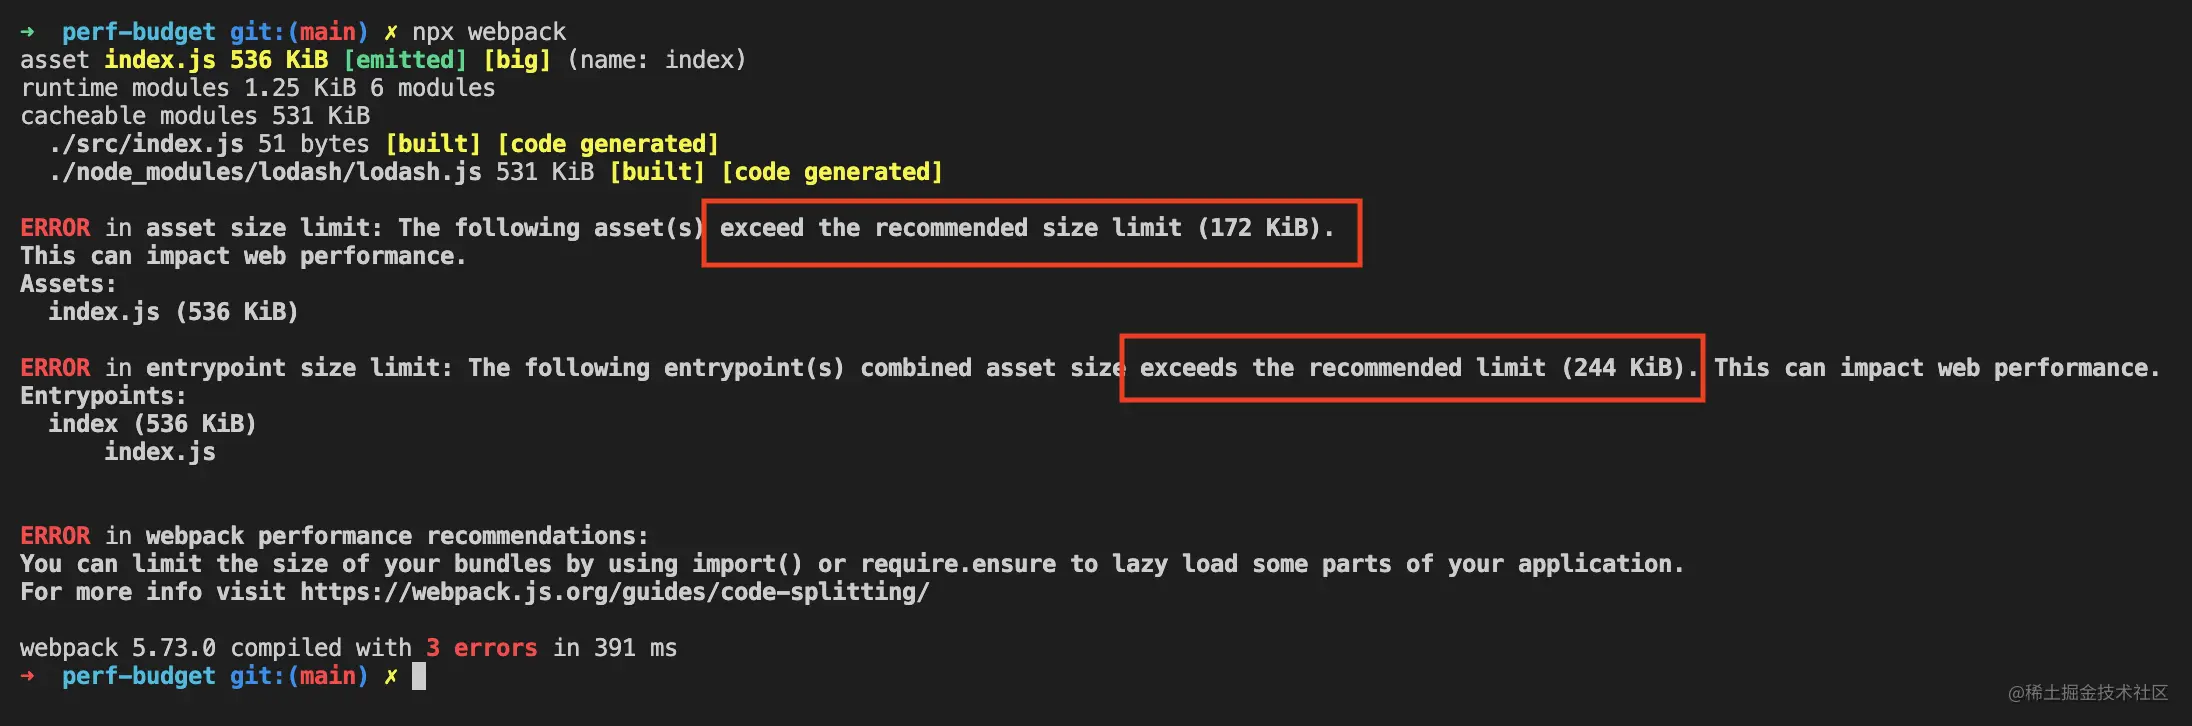 ➜  perf-budget git:(main) ✗ npx webpack
asset index.js 536 KiB [emitted] [big] (name: index)
runtime modules 1.25 KiB 6 modules
cacheable modules 531 KiB
  ./src/index.js 51 bytes [built] [code generated]
  ./node_modules/lodash/lodash.js 531 KiB [built] [code generated]
ERROR in asset size limit: The following asset(s) exceed the recommended size limit (172 KiB).
This can impact web performance.
Assets:
  index.js (536 KiB)
ERROR in entrypoint size limit: The following entrypoint(s) combined asset size exceeds the recommended limit (244 KiB). This can impact web performance.
Entrypoints:
  index (536 KiB)
      index.js
ERROR in webpack performance recommendations:
You can limit the size of your bundles by using import() or require.ensure to lazy load some parts of your application.
For more info visit https://webpack.js.org/guides/code-splitting/
webpack 5.73.0 compiled with 3 errors in 391 ms
➜  perf-budget git:(main) ✗
@稀土掘金技术社区